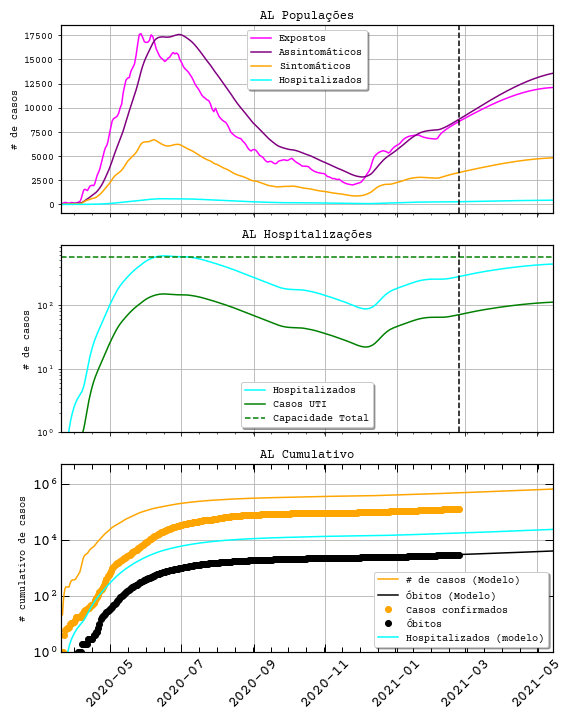 AL Populações
# de casos
17500
15000
12500
10000
7500
5000
2500
0
Expostos
Assintomáticos
Sintomáticos
Hospitalizados
AL Hospitalizações
# de casos
10²
10¹
10⁰
Hospitalizados
Casos UTI
Capacidade Total
AL Cumulativo
# cumulativo de casos
10⁶
10⁴
10²
10⁰
# de casos (Modelo)
Óbitos (Modelo)
Casos confirmados
Óbitos
Hospitalizados (modelo)
2020-05
2020-07
2020-09
2020-11
2021-01
2021-03
2021-05